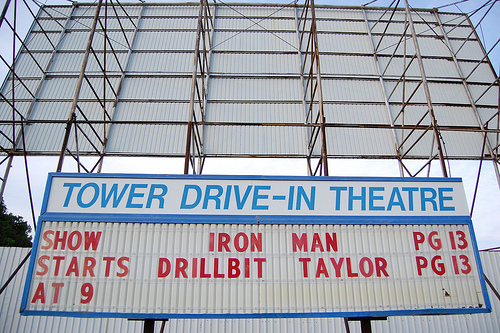 TOWER DRIVE-IN THEATRE
SHOW IRON MAN PG 13
STARTS DRILLBIT TAYLOR PG 13
AT 9